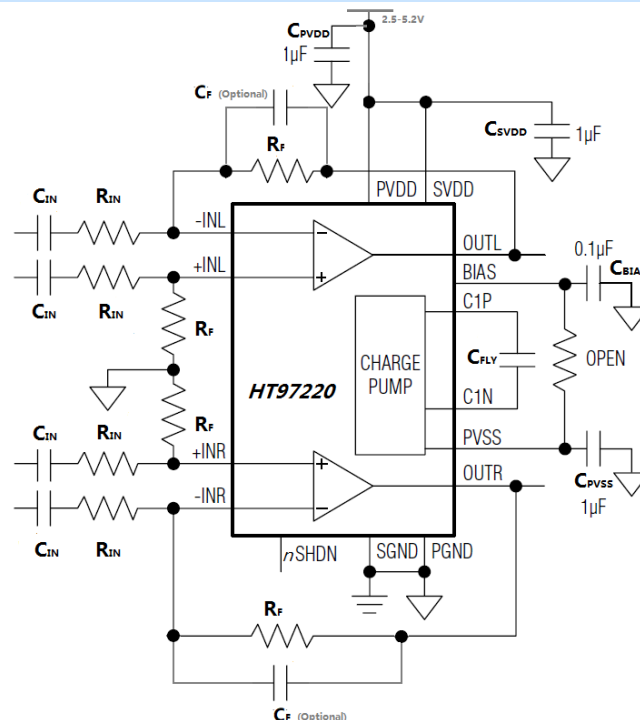 2.5-5.2V
CPVDD
1µF
CF (Optional)
CSVDD
1µF
RF
PVDD SVDD
CIN RIN
-INL
OUTL
+INL
BIAS
0.1µF
CBIA
CIN RIN
C1P
RF
CHARGE
PUMP
CFLY
OPEN
HT97220
C1N
RF
CIN RIN
+INR
PVSS
OUTR
-INR
CPVSS
1µF
CIN RIN
nSHDN
SGND PGND
RF
CF (Optional)